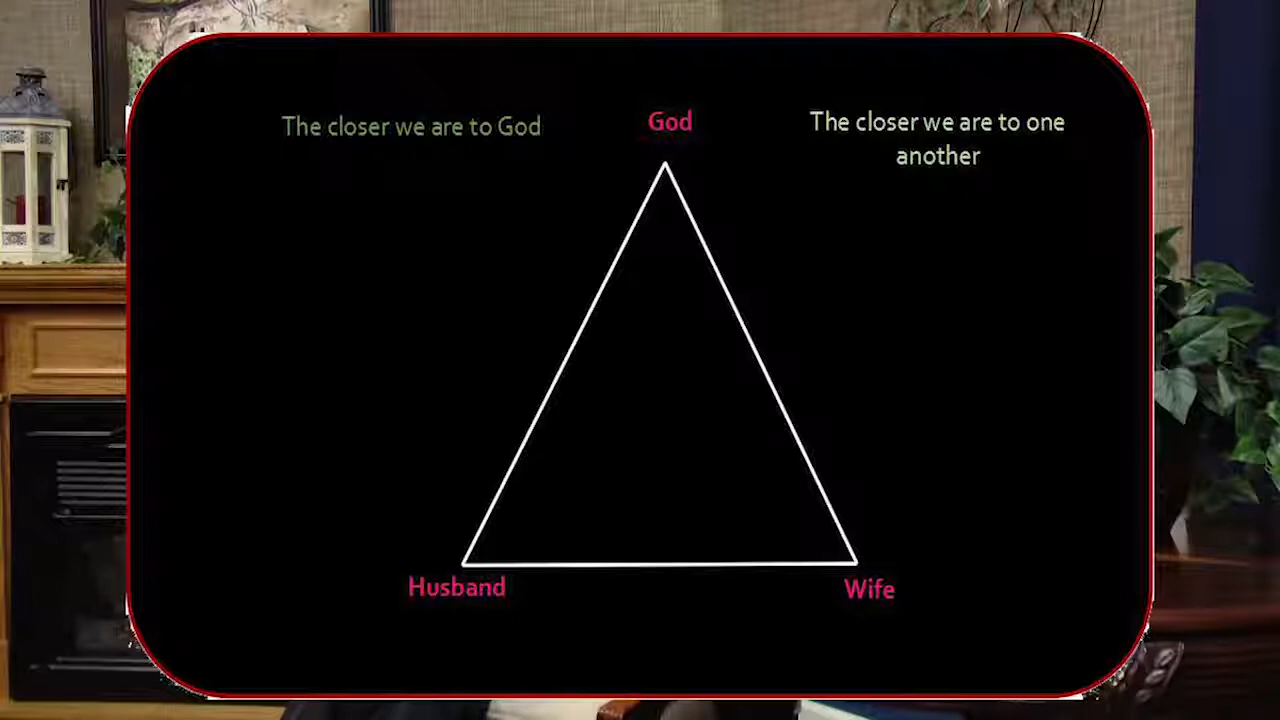 The closer we are to God
God
The closer we are to one
another
Husband
Wife